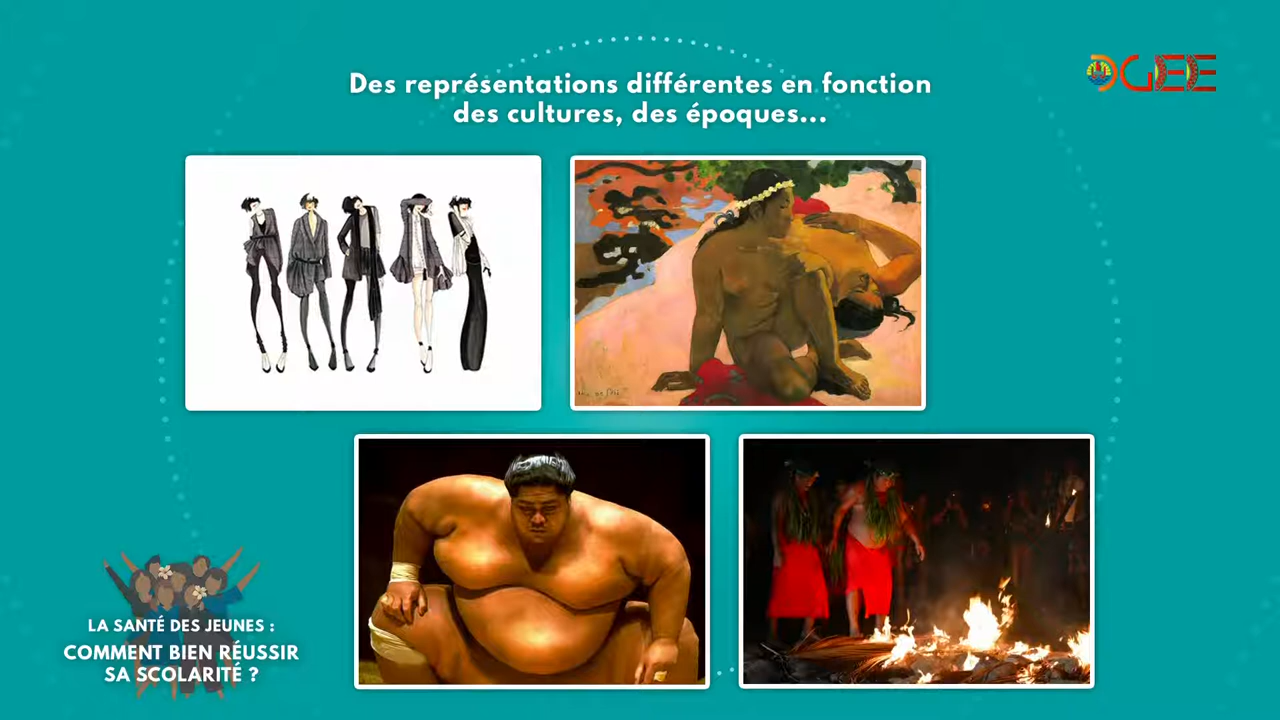 Des représentations différentes en fonction
des cultures, des époques...
DGEE
LA SANTÉ DES JEUNES :
COMMENT BIEN RÉUSSIR
SA SCOLARITÉ ?